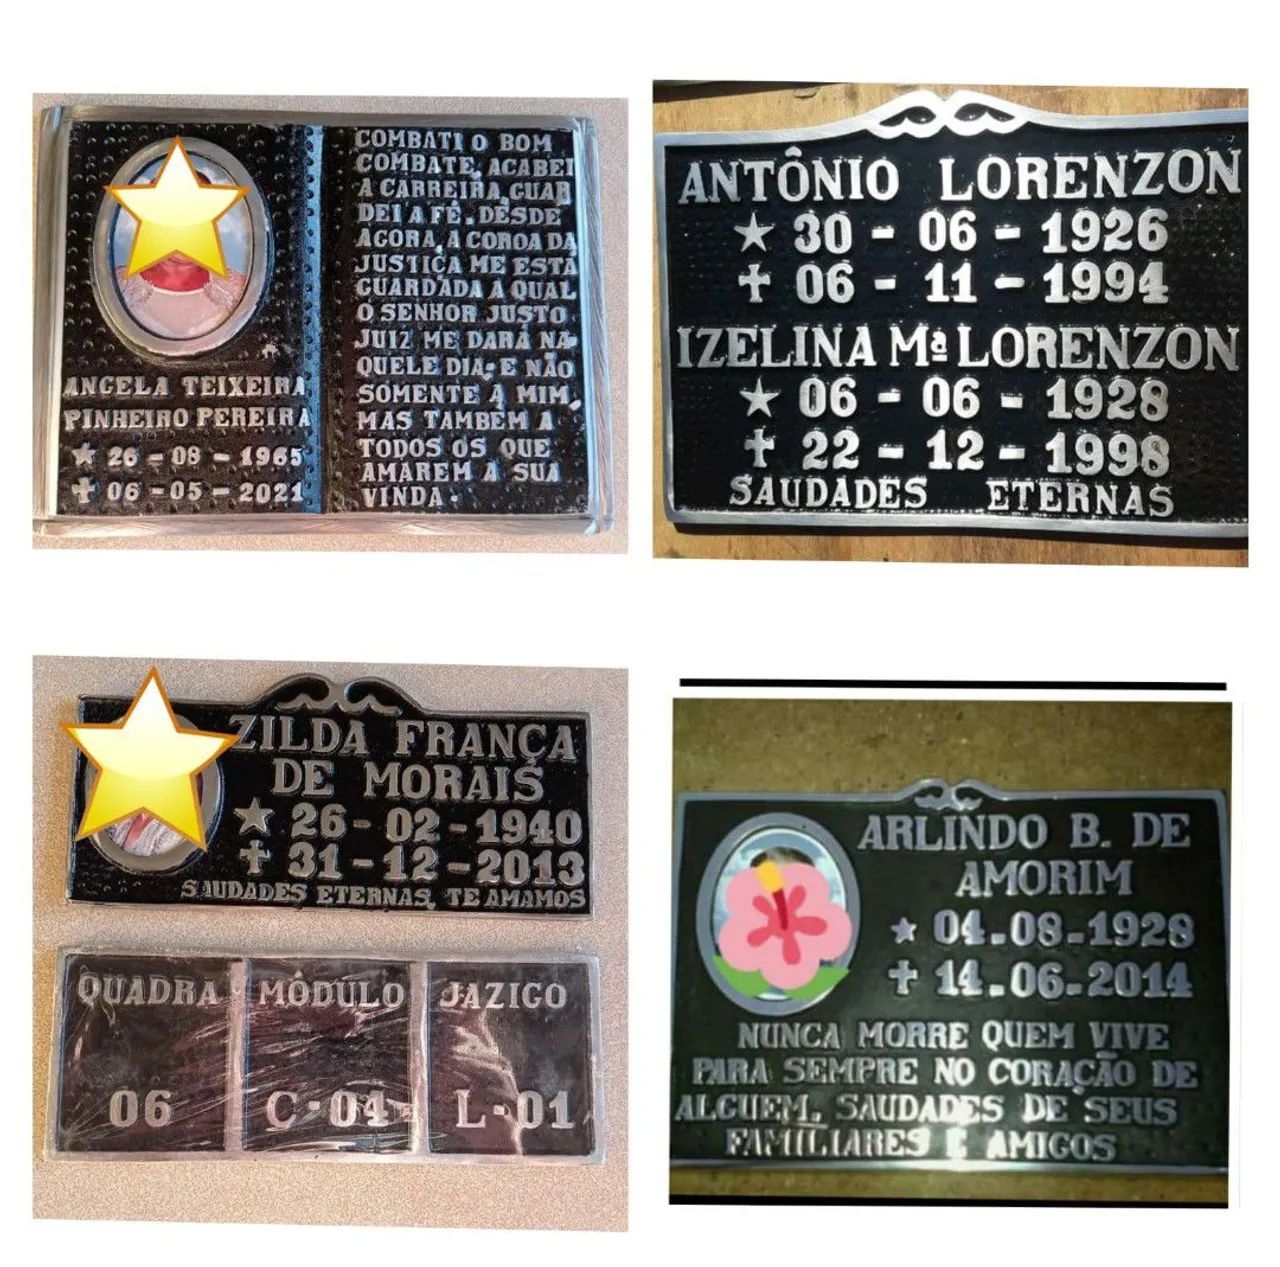 ANGELA TEIXEIRA
PINHEIRO PEREIRA
★ 26-08-1965
✝ 06-05-2021
COMBATI O BOM
COMBATE, ACABEI
A CARREIRA, GUAR
DEI A FÉ. DESDE
AGORA, A COROA DA
JUSTIÇA ME ESTÁ
GUARDADA A QUAL
O SENHOR JUSTO
JUIZ ME DARÁ NA
QUELE DIA; E NÃO
SOMENTE A MIM,
MAS TAMBÉM A
TODOS OS QUE
AMAREM A SUA
VINDA.
ANTÔNIO LORENZON
★ 30-06-1926
✝ 06-11-1994
IZELINA Mª LORENZON
★ 06-06-1928
✝ 22-12-1998
SAUDADES ETERNAS
ZILDA FRANÇA
DE MORAIS
★ 26-02-1940
✝ 31-12-2013
SAUDADES ETERNAS, TE AMAMOS
QUADRA MÓDULO JAZIGO
06 C-04 L-01
ARLINDO B. DE
AMORIM
★ 04.08-1928
✝ 14.06.2014
NUNCA MORRE QUEM VIVE
PARA SEMPRE NO CORAÇÃO DE
ALGUEM. SAUDADES DE SEUS
FAMILIARES E AMIGOS